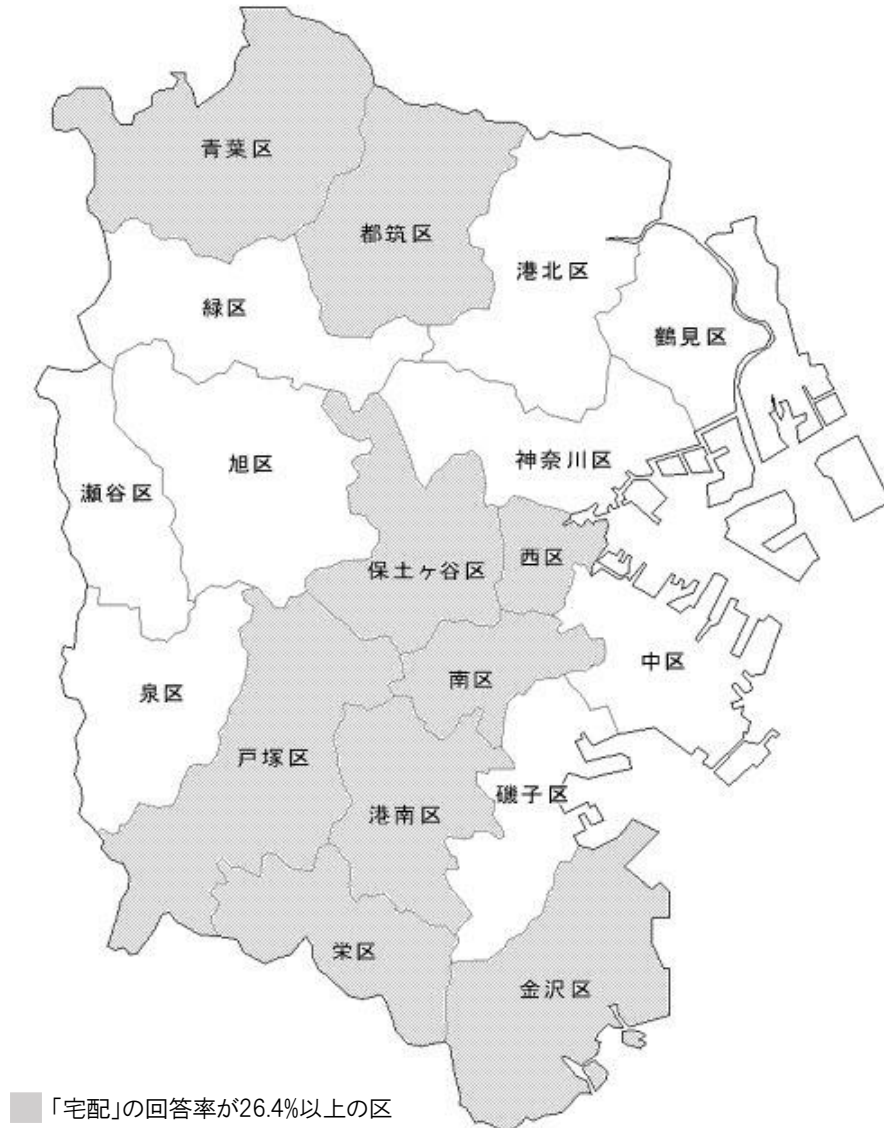 青葉区
都筑区
港北区
緑区
鶴見区
神奈川区
旭区
瀬谷区
保土ヶ谷区
西区
中区
南区
泉区
戸塚区
磯子区
港南区
栄区
金沢区
「宅配」の回答率が26.4%以上の区